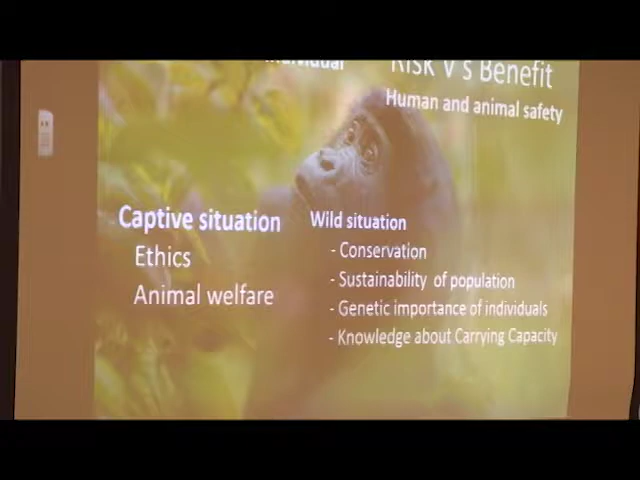 Individual
Risk V's Benefit
Human and animal safety
Captive situation
Ethics
Animal welfare
Wild situation
- Conservation
- Sustainability of population
- Genetic importance of individuals
- Knowledge about Carrying Capacity